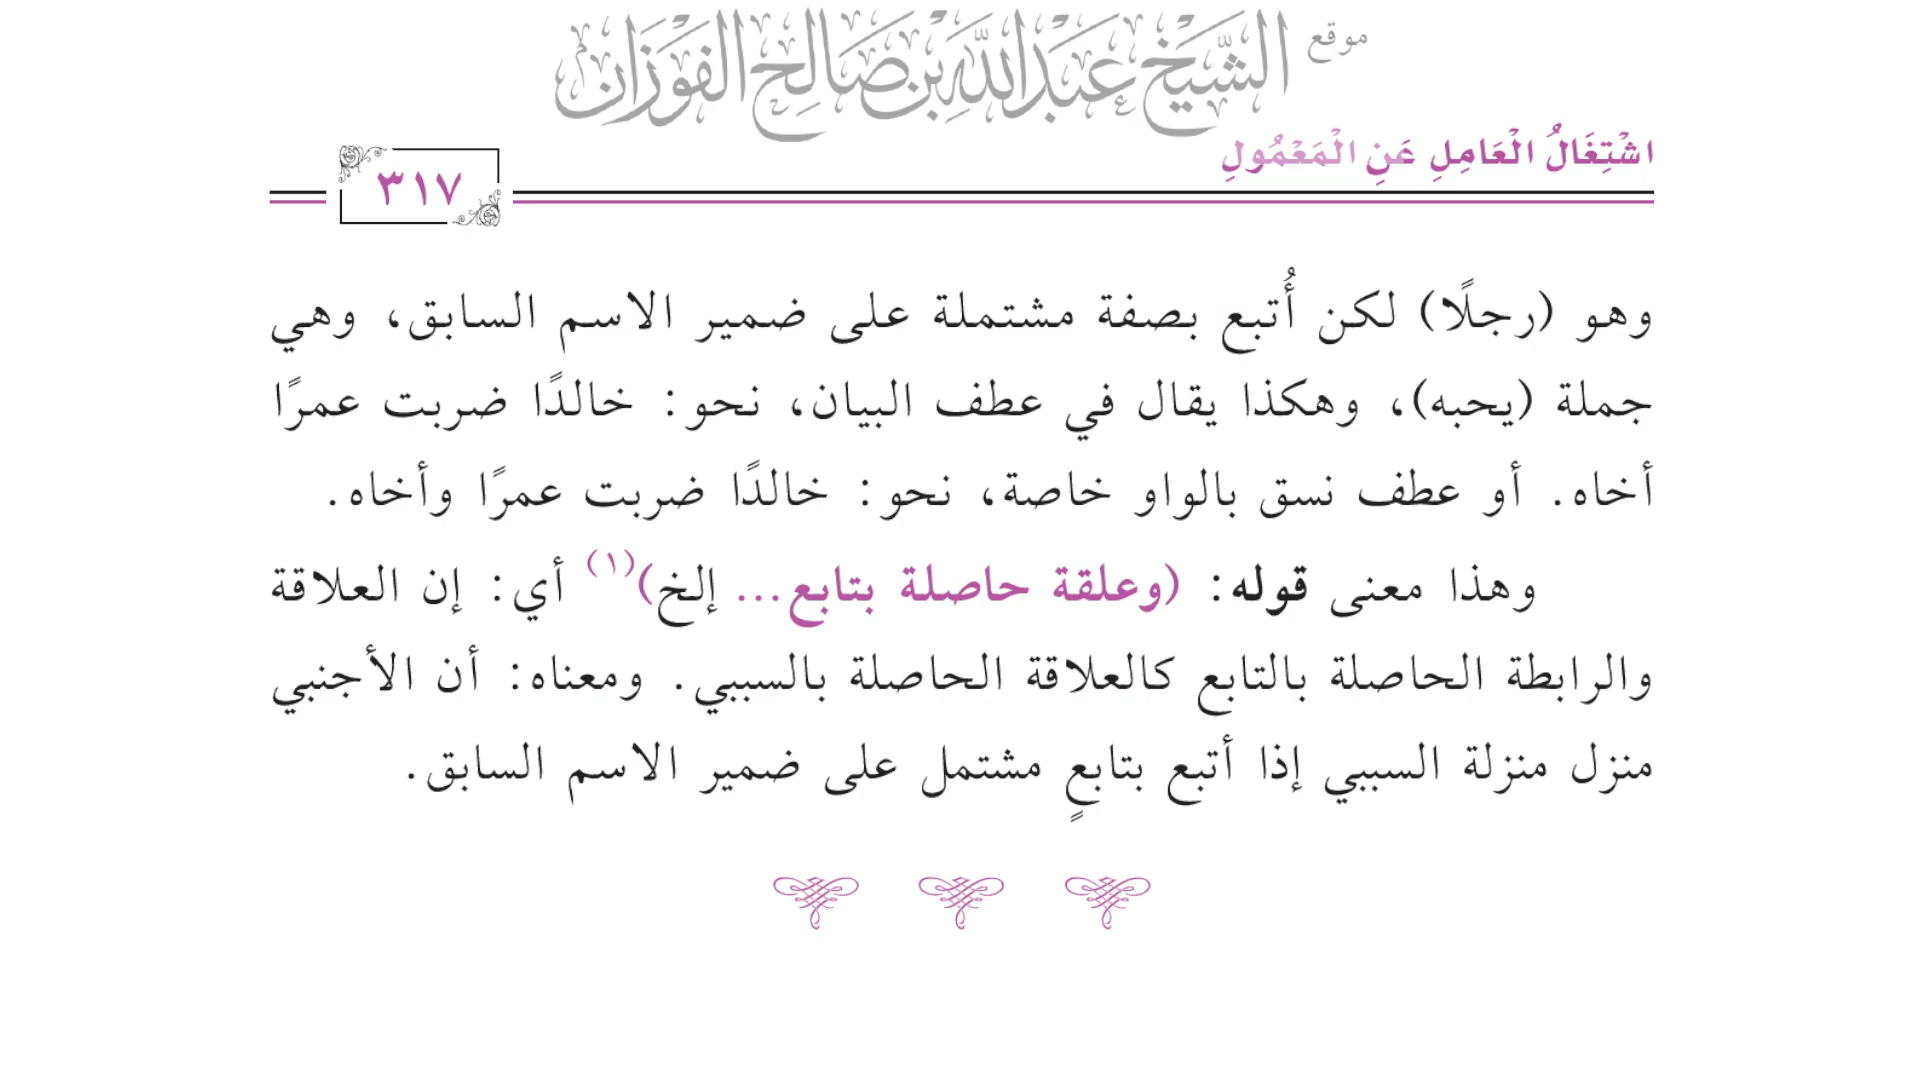 موقع الشيخ عبدالله بن صالح الفوزان
اشْتِغَالُ الْعَامِلِ عَنِ الْمَعْمُولِ
٣١٧
وهو (رجلًا) لكن أُتبع بصفة مشتملة على ضمير الاسم السابق، وهي
جملة (يحبه)، وهكذا يقال في عطف البيان، نحو: خالدًا ضربت عمرًا
أخاه. أو عطف نسق بالواو خاصة، نحو: خالدًا ضربت عمرًا وأخاه.
وهذا معنى قوله: (وعلقة حاصلة بتابع... إلخ)(١) أي: إن العلاقة
والرابطة الحاصلة بالتابع كالعلاقة الحاصلة بالسببي. ومعناه: أن الأجنبي
منزل منزلة السببي إذا أتبع بتابعٍ مشتمل على ضمير الاسم السابق.